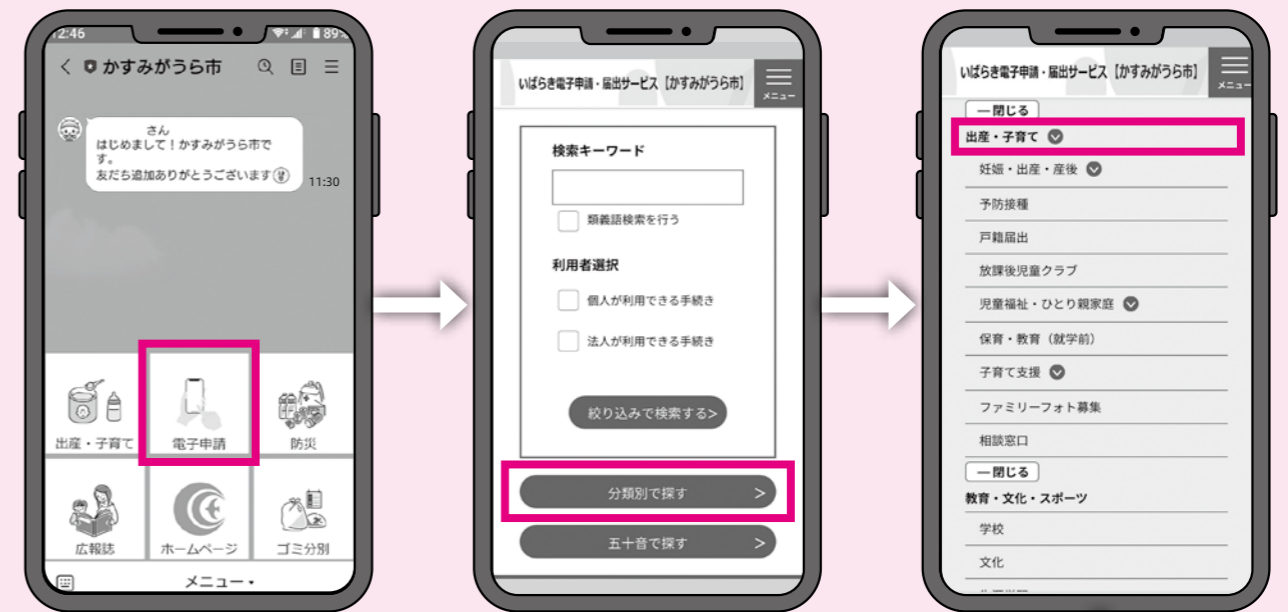 12:46
89%
かすみがうら市
さん
はじめまして！かすみがうら市で
す。
友だち追加ありがとうございます
11:30
出産・子育て
電子申請
防災
広報誌
ホームページ
ゴミ分別
メニュー・
いばらき電子申請・届出サービス【かすみがうら市】
メニュー
検索キーワード
類義語検索を行う
利用者選択
個人が利用できる手続き
法人が利用できる手続き
絞り込みで検索する>
分類別で探す >
五十音で探す >
いばらき電子申請・届出サービス【かすみがうら市】
メニュー
―閉じる
出産・子育て
妊娠・出産・産後
予防接種
戸籍届出
放課後児童クラブ
児童福祉・ひとり親家庭
保育・教育（就学前）
子育て支援
ファミリーフォト募集
相談窓口
―閉じる
教育・文化・スポーツ
学校
文化